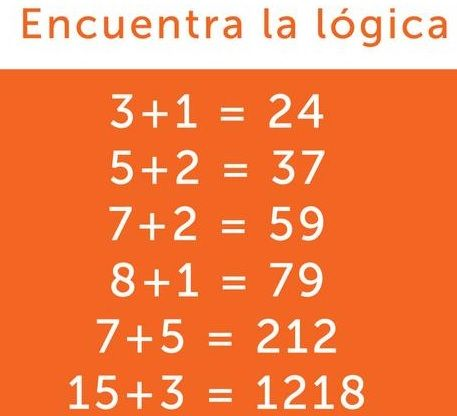 Encuentra la lógica
3+1 = 24
5+2 = 37
7+2 = 59
8+1 = 79
7+5 = 212
15+3 = 1218